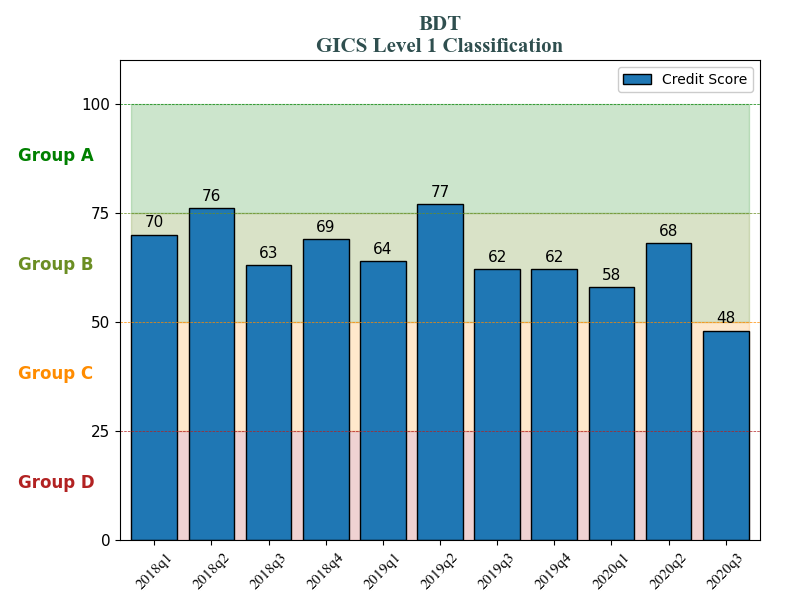 BDT
GICS Level 1 Classification
Credit Score
100
Group A
77
76
75
70
69
68
Group B
64
63
62
62
58
50
48
Group C
25
Group D
0
2018q1
2018q2
2018q3
2018q4
2019q1
2019q2
2019q3
2019q4
2020q1
2020q2
2020q3